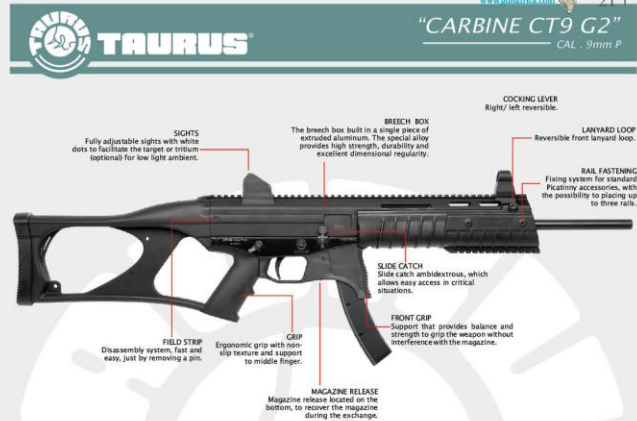 www.gunafrica.com
211
TAURUS
"CARBINE CT9 G2"
CAL . 9mm P
COCKING LEVER
Right/ left reversible.
BREECH BOX
The breech box built in a single piece of
extruded aluminum. The special alloy
provides high strength, durability and
excellent dimensional regularity.
LANYARD LOOP
Reversible front lanyard loop.
SIGHTS
Fully adjustable sights with white
dots to facilitate the target or tritium
(optional) for low light ambient.
RAIL FASTENING
Fixing system for standard
Picatinny accessories, with
the possibility to placing up
to three rails.
SLIDE CATCH
Slide catch ambidextrous, which
allows easy access in critical
situations.
FRONT GRIP
Support that provides balance and
strength to grip the weapon without
interference with the magazine.
FIELD STRIP
Disassembly system, fast and
easy, just by removing a pin.
GRIP
Ergonomic grip with non-
slip texture and support
to middle finger.
MAGAZINE RELEASE
Magazine release located on the
bottom, to recover the magazine
during the exchange.